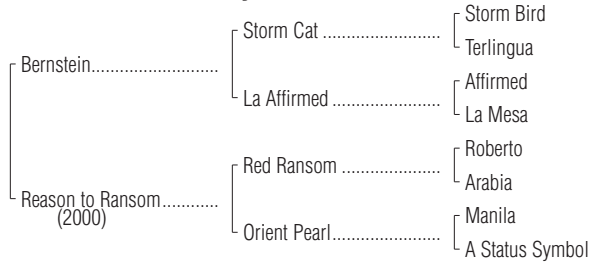 Storm Bird
Storm Cat ......................
Terlingua
Bernstein........................
Affirmed
La Affirmed ....................
La Mesa
Roberto
Red Ransom ..................
Arabia
Reason to Ransom...........
(2000)
Manila
Orient Pearl....................
A Status Symbol